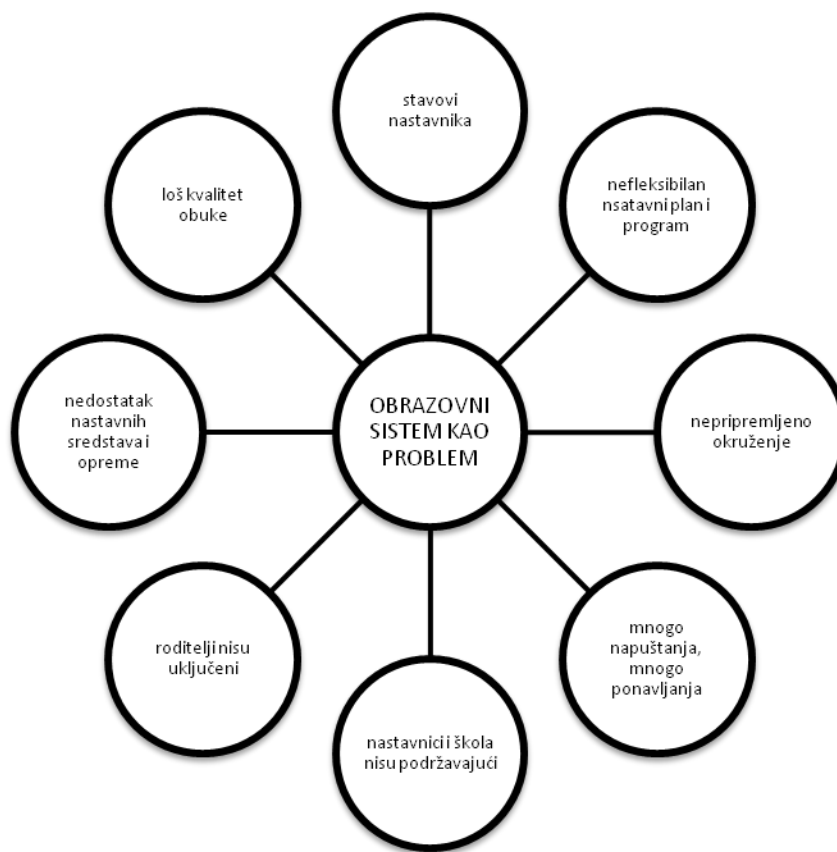 stavovi
nastavnika
nefleksibilan
nsatavni plan i
program
nepripremljeno
okruženje
mnogo
napuštanja,
mnogo
ponavljanja
nastavnici i škola
nisu podržavajući
roditelji nisu
uključeni
nedostatak
nastavnih
sredstava i
opreme
loš kvalitet
obuke
OBRAZOVNI
SISTEM KAO
PROBLEM